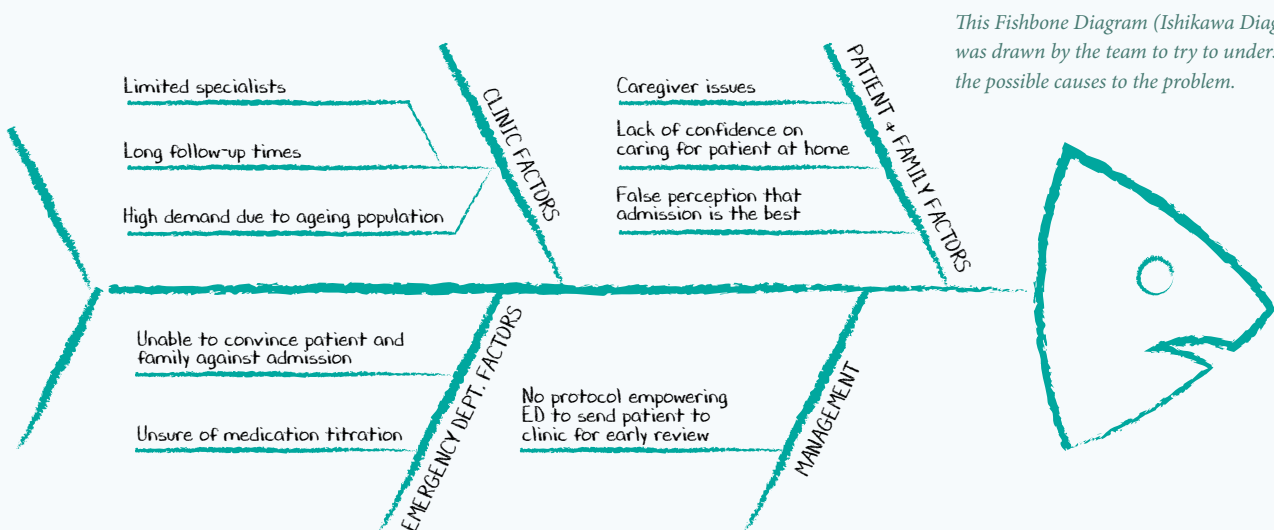 This Fishbone Diagram (Ishikawa
was drawn by the team to try to
the possible causes to the problem.
CLINIC FACTORS
Limited specialists
Long follow-up times
High demand due to ageing population
PATIENT & FAMILY FACTORS
Caregiver issues
Lack of confidence on
caring for patient at home
False perception that
admission is the best
EMERGENCY DEPT. FACTORS
Unable to convince patient and
family against admission
Unsure of medication titration
MANAGEMENT
No protocol empowering
ED to send patient to
clinic for early review